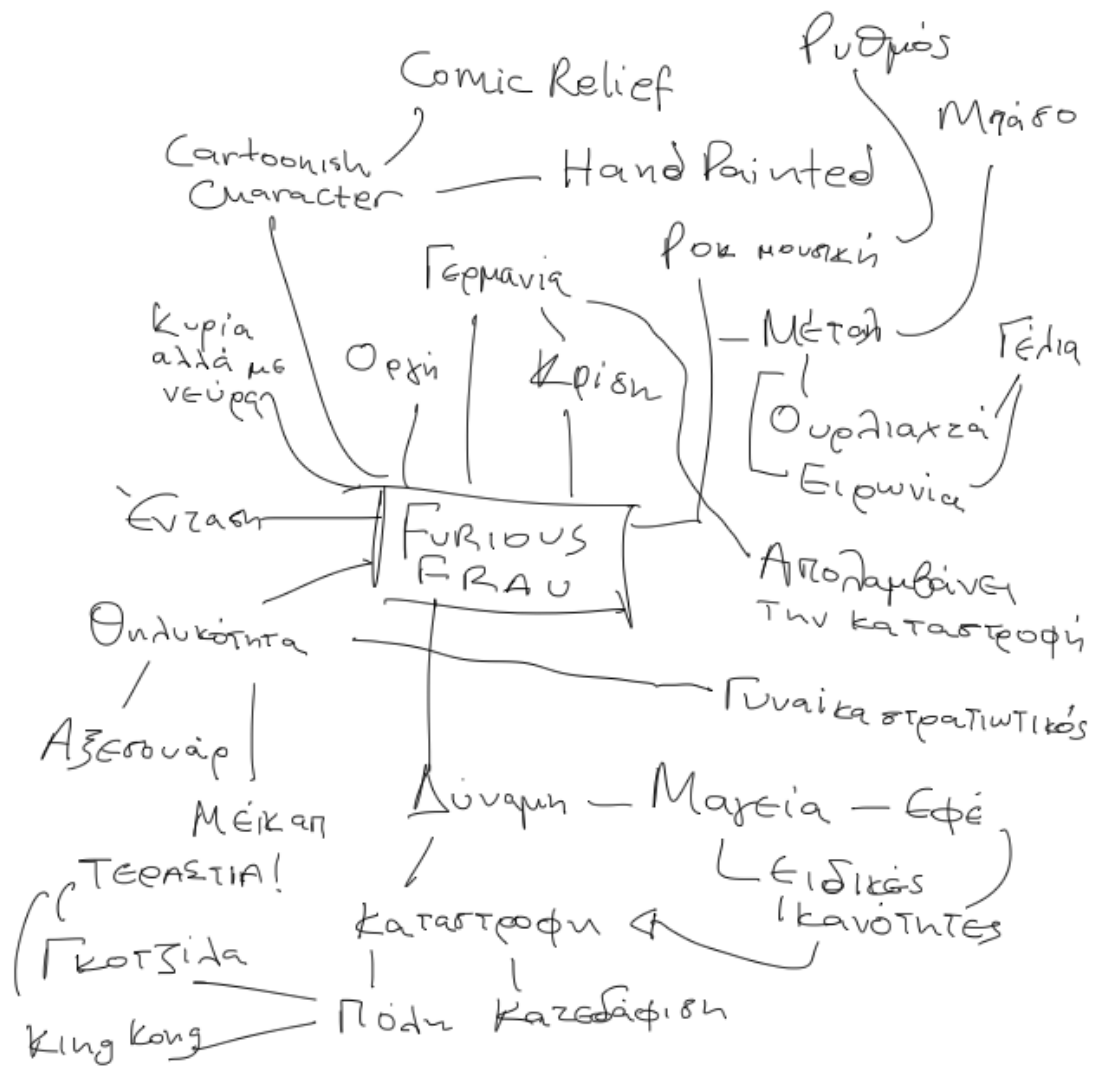 Ρυθμός
Comic Relief
Μπάσο
Cartoonish
Character
Hand Painted
Ροκ μουσική
Γερμανία
Κυρία
αλλά με
νεύρα
Οργή
Κρίση
Μέταλ
Γέλια
Ουρλιαχτά
Ειρωνία
Ένταση
FURIOUS
FRAU
Απολαμβάνει
την καταστροφή
Θηλυκότητα
Γυναίκα στρατιωτικός
Αξεσουάρ
Μέικαπ
Δύναμη
Μαγεία
Εφέ
Ειδικές
Ικανότητες
ΤΕΡΑΣΤΙΑ!
Καταστροφη
Γκοτζίλα
Πόλη
Κατεδάφιση
King Kong